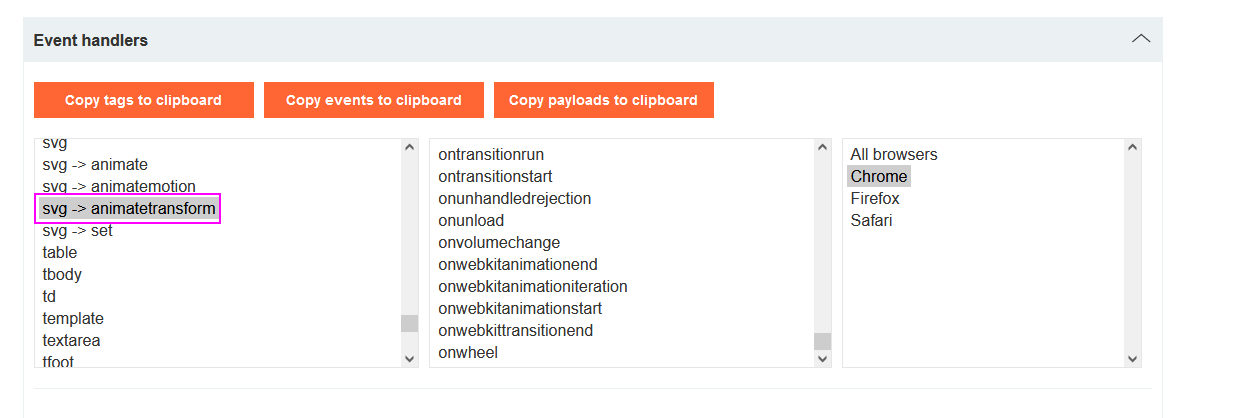 Event handlers
Copy tags to clipboard
Copy events to clipboard
Copy payloads to clipboard
svg
svg -> animate
svg -> animatemotion
svg -> animatetransform
svg -> set
table
tbody
td
template
textarea
tfoot
ontransitionrun
ontransitionstart
onunhandledrejection
onunload
onvolumechange
onwebkitanimationend
onwebkitanimationiteration
onwebkitanimationstart
onwebkittransitionend
onwheel
All browsers
Chrome
Firefox
Safari